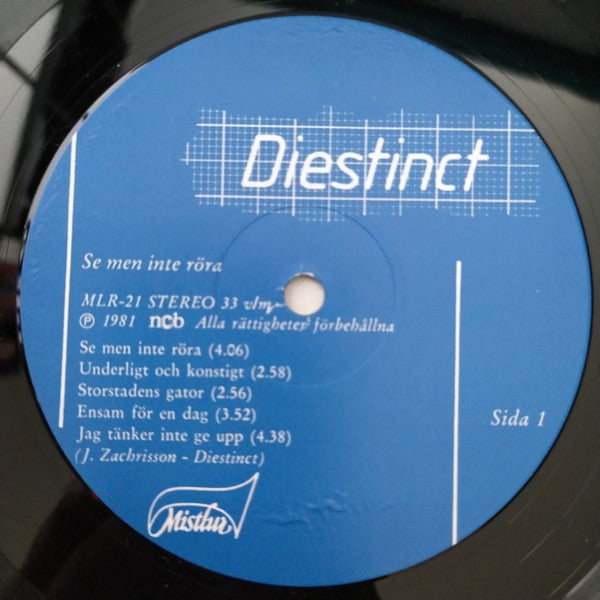 Diestinct
Se men inte röra
MLR-21 STEREO 33 v/m
℗ 1981 ncb Alla rättigheter förbehållna
Se men inte röra (4.06)
Underligt och konstigt (2.58)
Storstadens gator (2.56)
Ensam för en dag (3.52)
Jag tänker inte ge upp (4.38)
(J. Zachrisson - Diestinct)
Sida 1
Mistlur